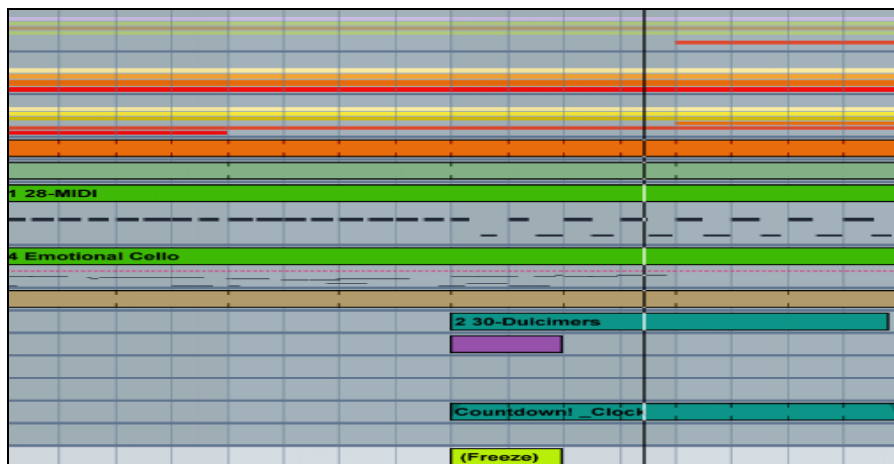 1 28-MIDI
4 Emotional Cello
2 30-Dulcimers
Countdown! _Clock
(Freeze)